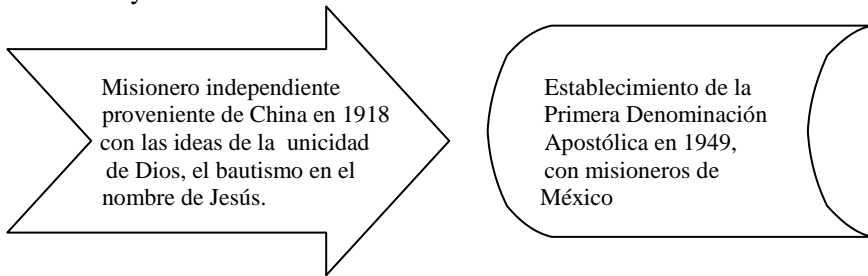 Misionero independiente
proveniente de China en 1918
con las ideas de la unicidad
de Dios, el bautismo en el
nombre de Jesús.
Establecimiento de la
Primera Denominación
Apostólica en 1949,
con misioneros de
México